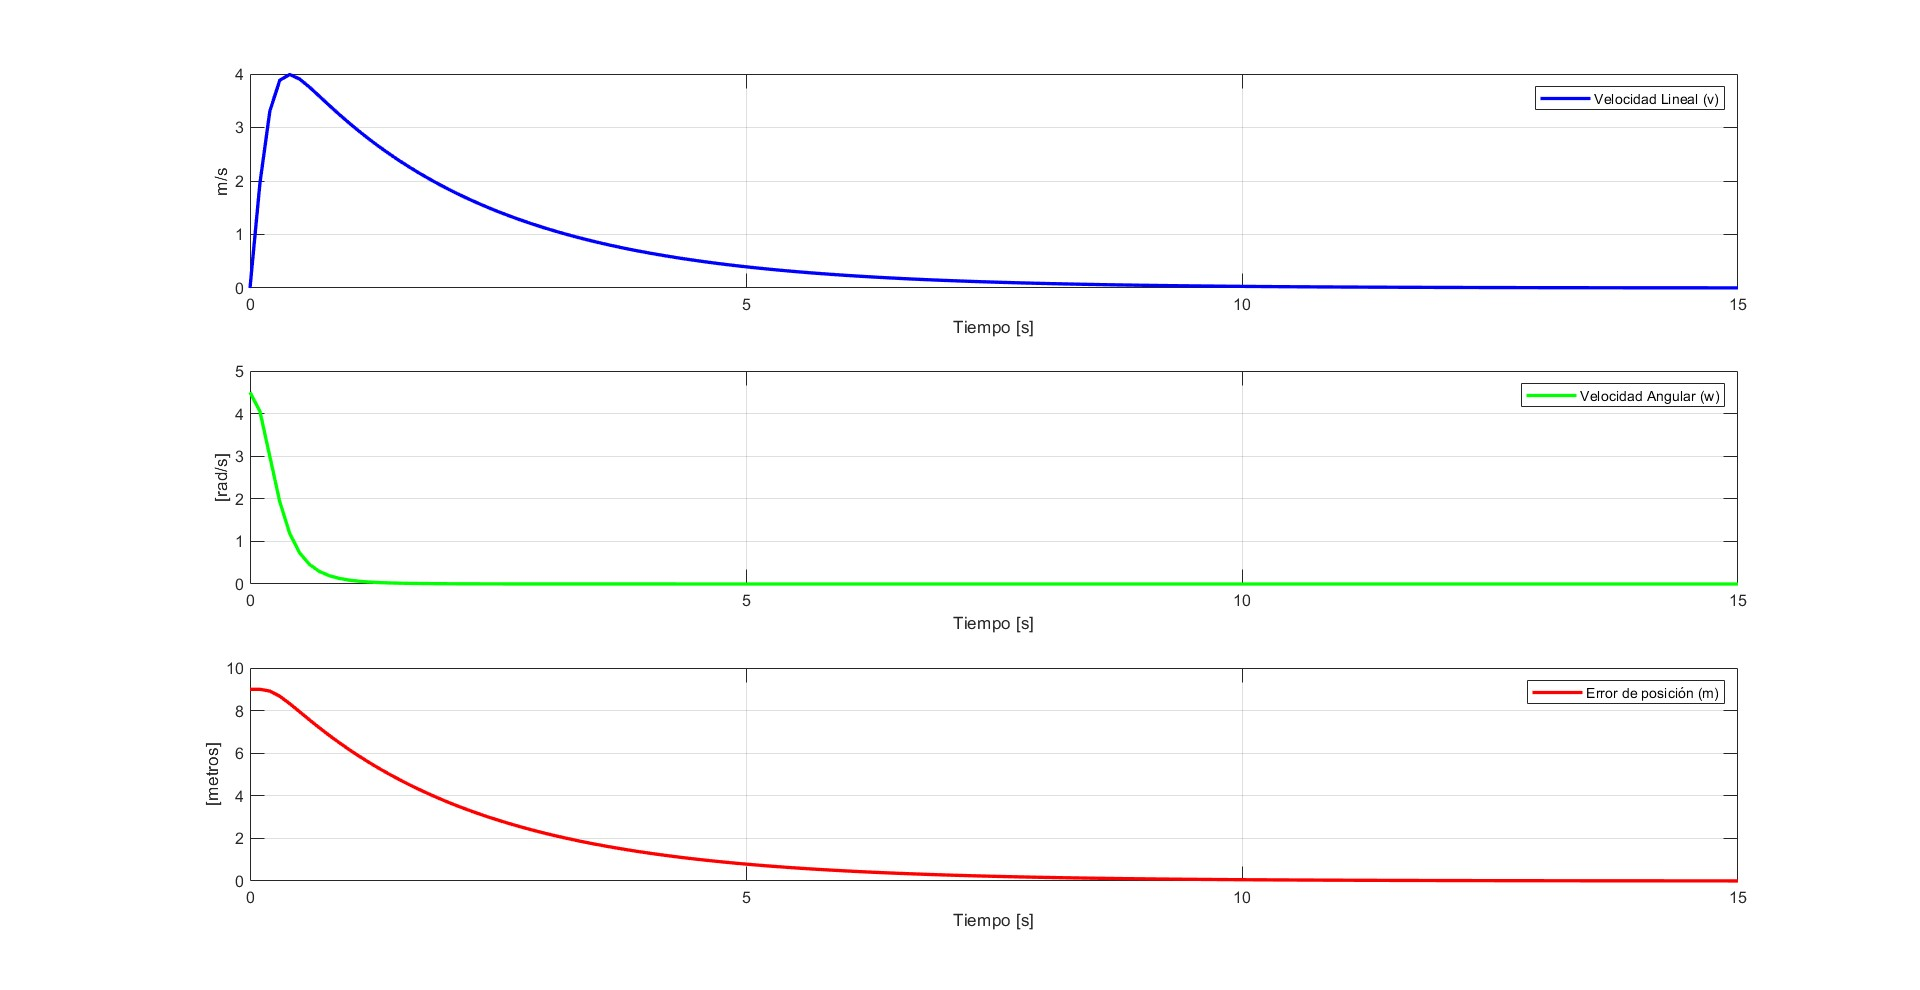 4
3
2
1
0
m/s
Velocidad Lineal (v)
0 5 10 15
Tiempo [s]
5
4
3
2
1
0
[rad/s]
Velocidad Angular (w)
0 5 10 15
Tiempo [s]
10
8
6
4
2
0
[metros]
Error de posición (m)
0 5 10 15
Tiempo [s]